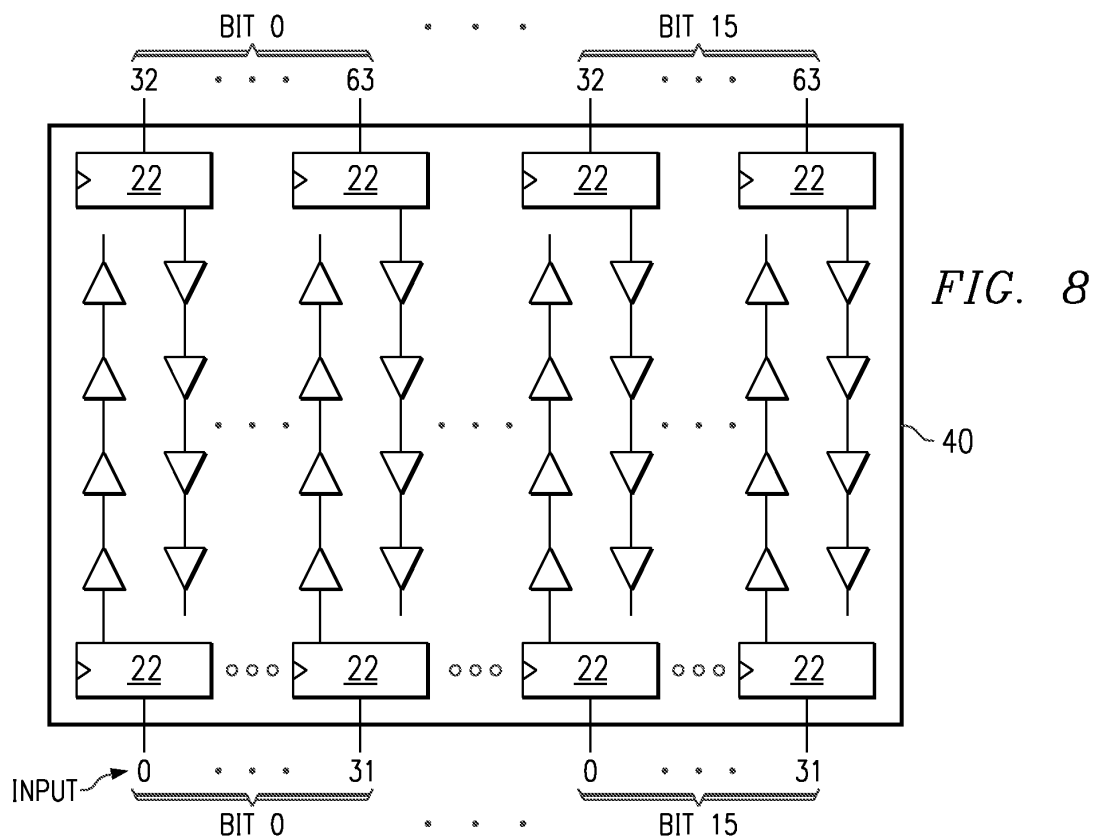 BIT 0 . . . BIT 15
32 . . . 63 32 . . . 63
22 22 22 22
FIG. 8
. . . . . . . . .
40
22 22 22 22
INPUT 0 . . . 31 0 . . . 31
BIT 0 . . . BIT 15